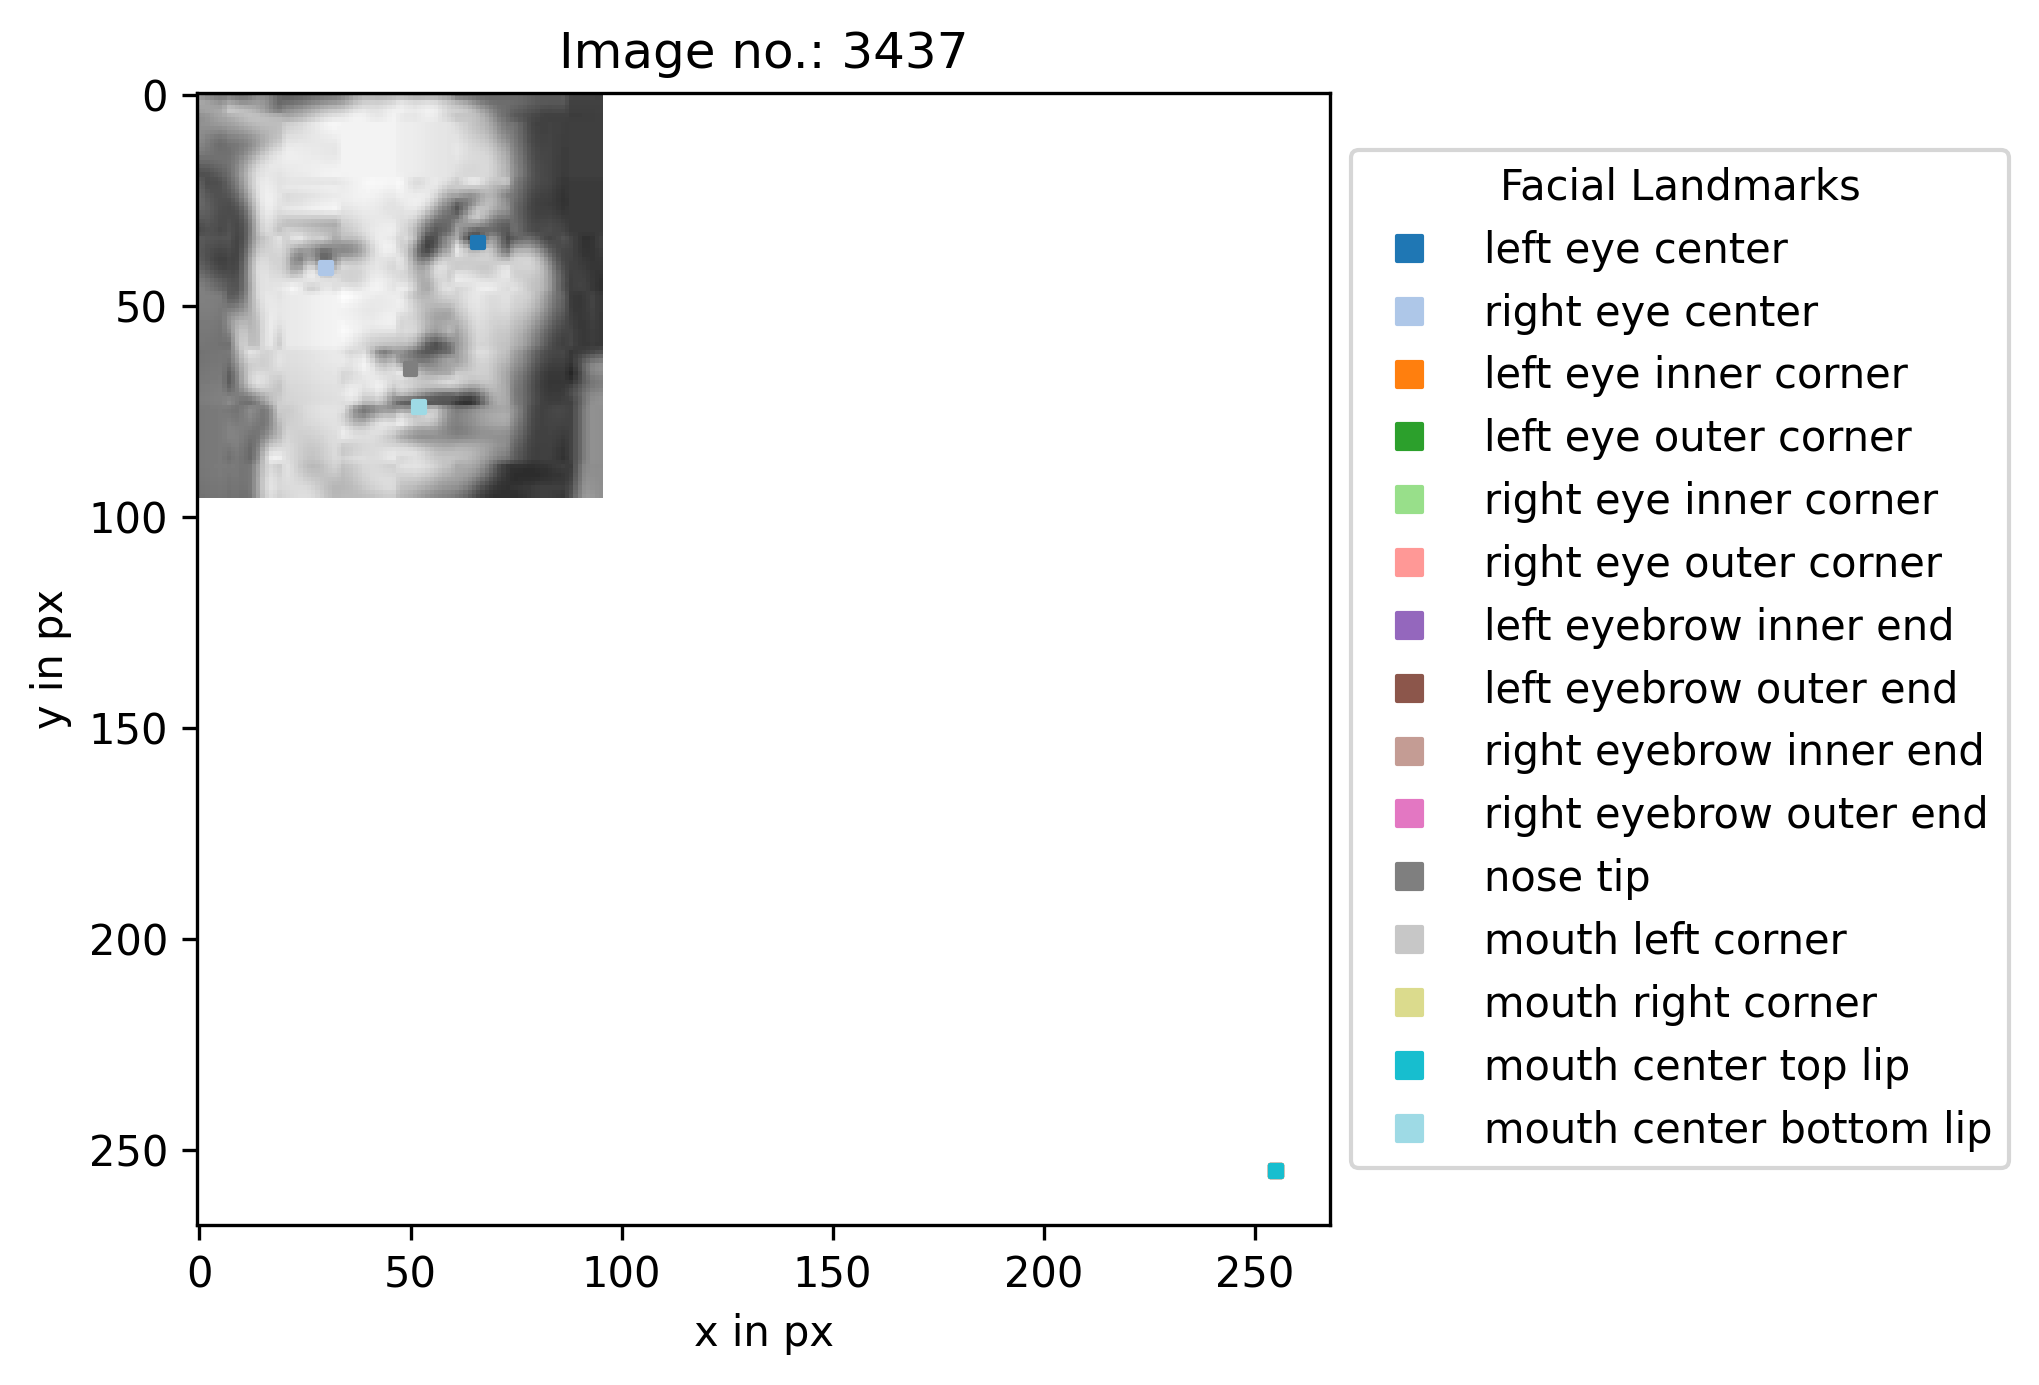 Image no.: 3437
0
50
100
150
200
250
y in px
0 50 100 150 200 250
x in px
Facial Landmarks
left eye center
right eye center
left eye inner corner
left eye outer corner
right eye inner corner
right eye outer corner
left eyebrow inner end
left eyebrow outer end
right eyebrow inner end
right eyebrow outer end
nose tip
mouth left corner
mouth right corner
mouth center top lip
mouth center bottom lip